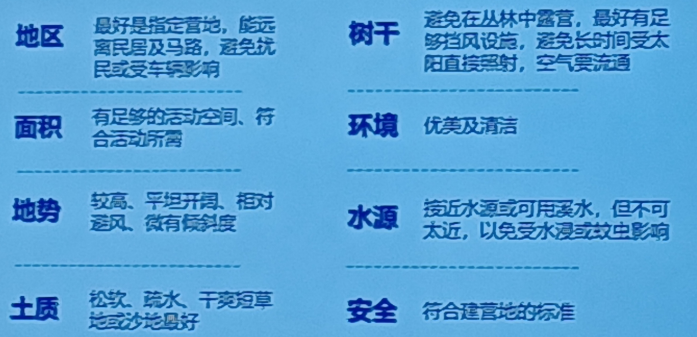 地区
最好是指定营地，能远
离民居及马路，避免扰
民或受车辆影响
面积
有足够的活动空间、符
合活动所需
地势
较高、平坦开阔、相对
避风、微有倾斜度
土质
松软、疏水、干爽短草
地或沙地最好
树干
避免在丛林中露营，最好有足
够挡风设施，避免长时间受太
阳直接照射，空气要流通
环境
优美及清洁
水源
接近水源或可用溪水，但不可
太近，以免受水浸或蚊虫影响
安全
符合建营地的标准